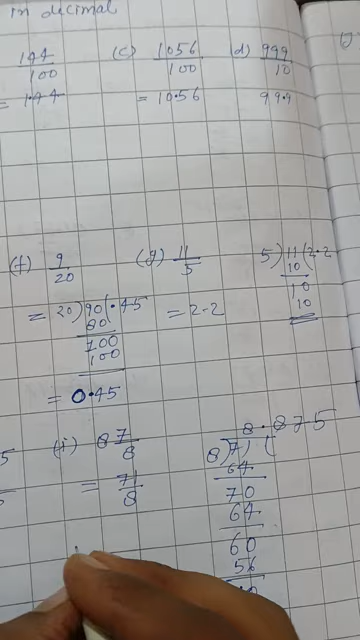 in decimal
144/100 (c) 1056/100 (d) 999/10
= 1.44 = 10.56 99.9
(f) 9/20 (g) 11/5 5) 11 ( 2.2
10
10
10
= 20) 90 ( .45 = 2.2
80
100
100
= 0.45
8.875
(i) 8 7/8 8) 71 (
= 71/8 64
70
64
60
56